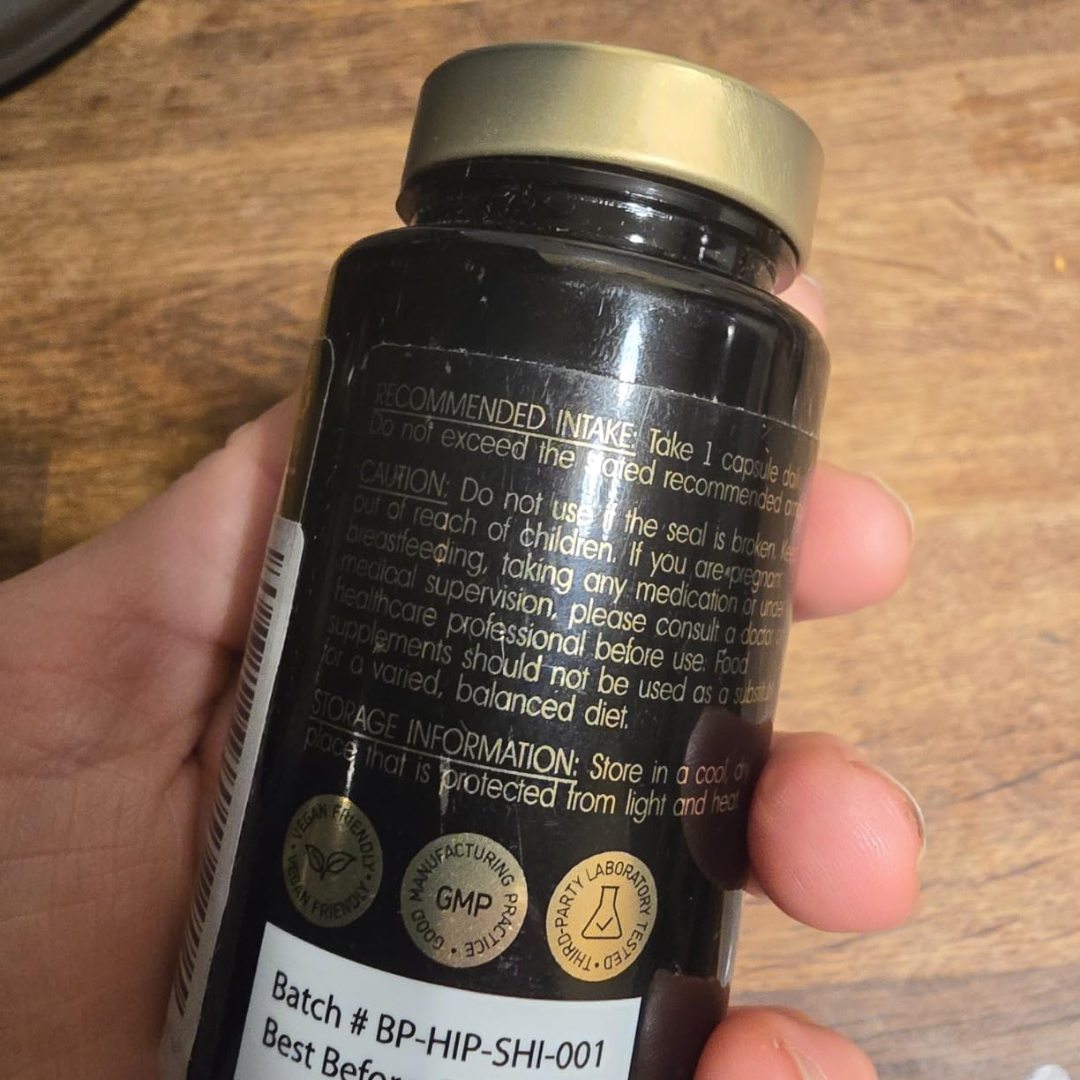 RECOMMENDED INTAKE: Take 1 capsule
Do not exceed the stated recommended
CAUTION: Do not use if the seal is broken.
out of reach of children. If you are pregnant
breastfeeding, taking any medication or under
medical supervision, please consult a doctor
healthcare professional before use. Food
supplements should not be used as a
for a varied, balanced diet.
STORAGE INFORMATION: Store in a cool,
place that is protected from light and heat
VEGAN FRIENDLY • VEGAN FRIENDLY •
GOOD MANUFACTURING PRACTICE •
GMP
THIRD-PARTY LABORATORY TESTED •
Batch # BP-HIP-SHI-001
Best